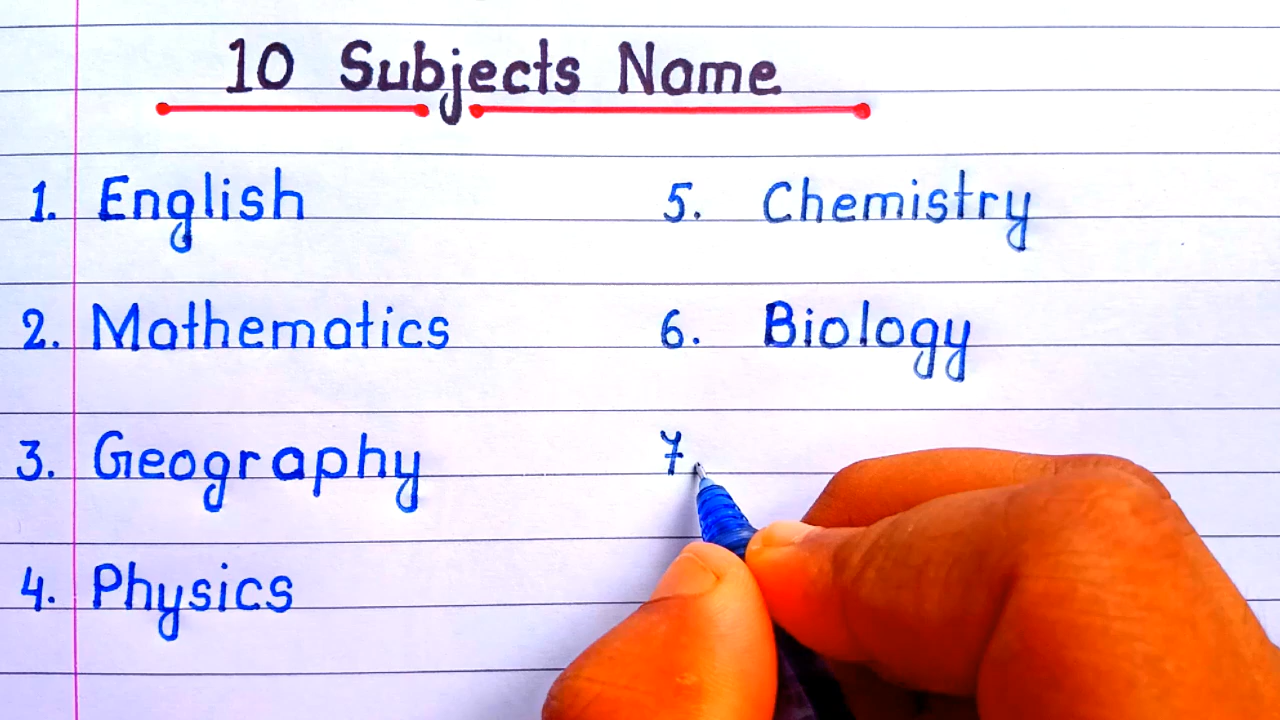 10 Subjects Name
1. English
2. Mathematics
3. Geography
4. Physics
5. Chemistry
6. Biology
7